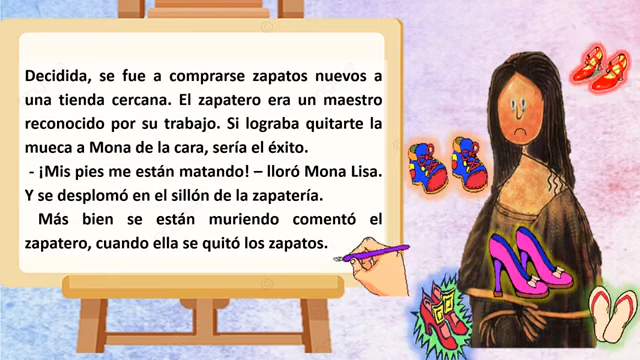 Decidida, se fue a comprarse zapatos nuevos a
una tienda cercana. El zapatero era un maestro
reconocido por su trabajo. Si lograba quitarte la
mueca a Mona de la cara, sería el éxito.
- ¡Mis pies me están matando! – lloró Mona Lisa.
Y se desplomó en el sillón de la zapatería.
Más bien se están muriendo comentó el
zapatero, cuando ella se quitó los zapatos.